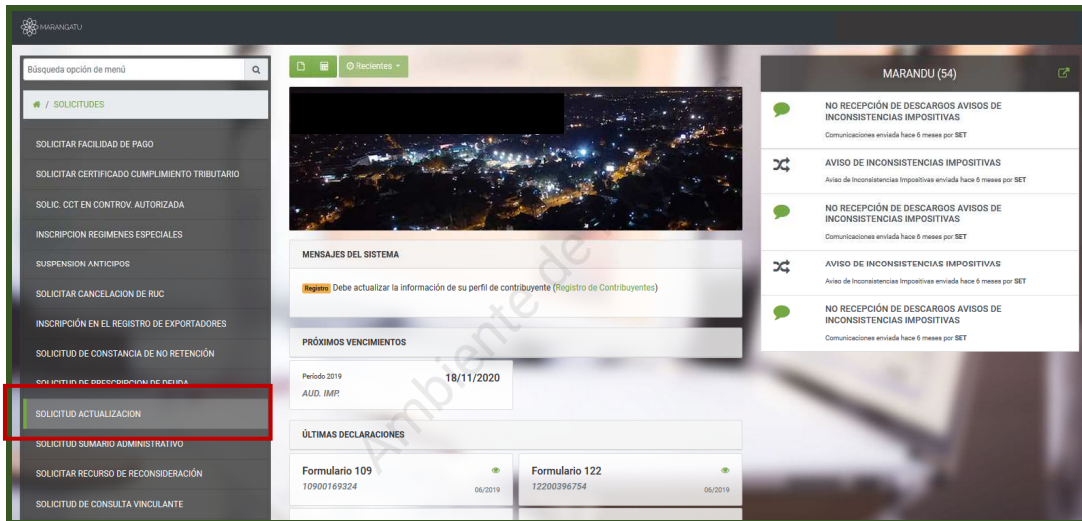 MARANGATU
Búsqueda opción de menú
/ SOLICITUDES
SOLICITAR FACILIDAD DE PAGO
SOLICITAR CERTIFICADO CUMPLIMIENTO TRIBUTARIO
SOLIC. CCT EN CONTROV. AUTORIZADA
INSCRIPCION REGIMENES ESPECIALES
SUSPENSION ANTICIPOS
SOLICITAR CANCELACION DE RUC
INSCRIPCIÓN EN EL REGISTRO DE EXPORTADORES
SOLICITUD DE CONSTANCIA DE NO RETENCIÓN
SOLICITUD DE PRESCRIPCION DE DEUDA
SOLICITUD ACTUALIZACION
SOLICITUD SUMARIO ADMINISTRATIVO
SOLICITAR RECURSO DE RECONSIDERACIÓN
SOLICITUD DE CONSULTA VINCULANTE
Recientes
MENSAJES DEL SISTEMA
Registro Debe actualizar la información de su perfil de contribuyente (Registro de Contribuyentes)
PRÓXIMOS VENCIMIENTOS
Período 2019
18/11/2020
AUD. IMP.
ÚLTIMAS DECLARACIONES
Formulario 109
10900169324
06/2019
Formulario 122
12200396754
06/2019
Ambiente de
MARANDU (54)
NO RECEPCIÓN DE DESCARGOS AVISOS DE
INCONSISTENCIAS IMPOSITIVAS
Comunicaciones enviada hace 6 meses por SET
AVISO DE INCONSISTENCIAS IMPOSITIVAS
Aviso de Inconsistencias Impositivas enviada hace 6 meses por SET
NO RECEPCIÓN DE DESCARGOS AVISOS DE
INCONSISTENCIAS IMPOSITIVAS
Comunicaciones enviada hace 6 meses por SET
AVISO DE INCONSISTENCIAS IMPOSITIVAS
Aviso de Inconsistencias Impositivas enviada hace 6 meses por SET
NO RECEPCIÓN DE DESCARGOS AVISOS DE
INCONSISTENCIAS IMPOSITIVAS
Comunicaciones enviada hace 6 meses por SET